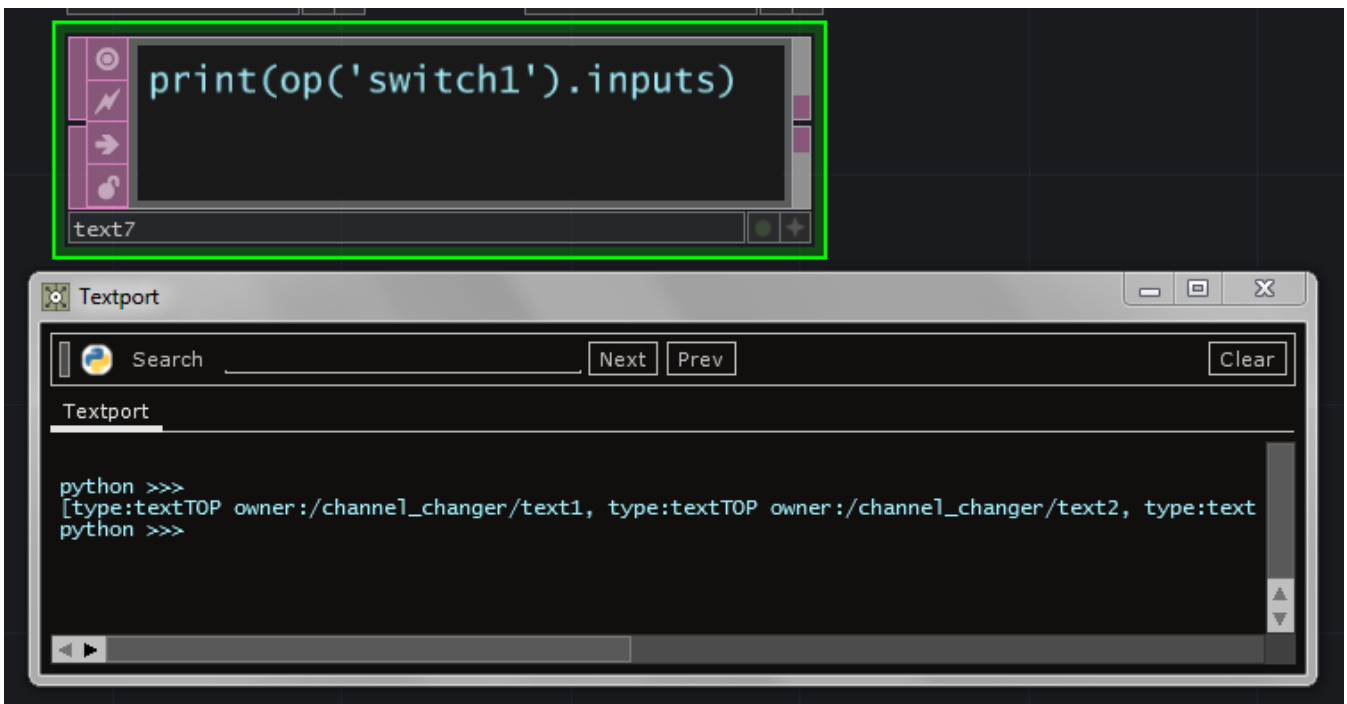 print(op('switch1').inputs)
text7
Textport
Search Next Prev Clear
Textport
python >>>
[type:textTOP owner:/channel_changer/text1, type:textTOP owner:/channel_changer/text2, type:text
python >>>